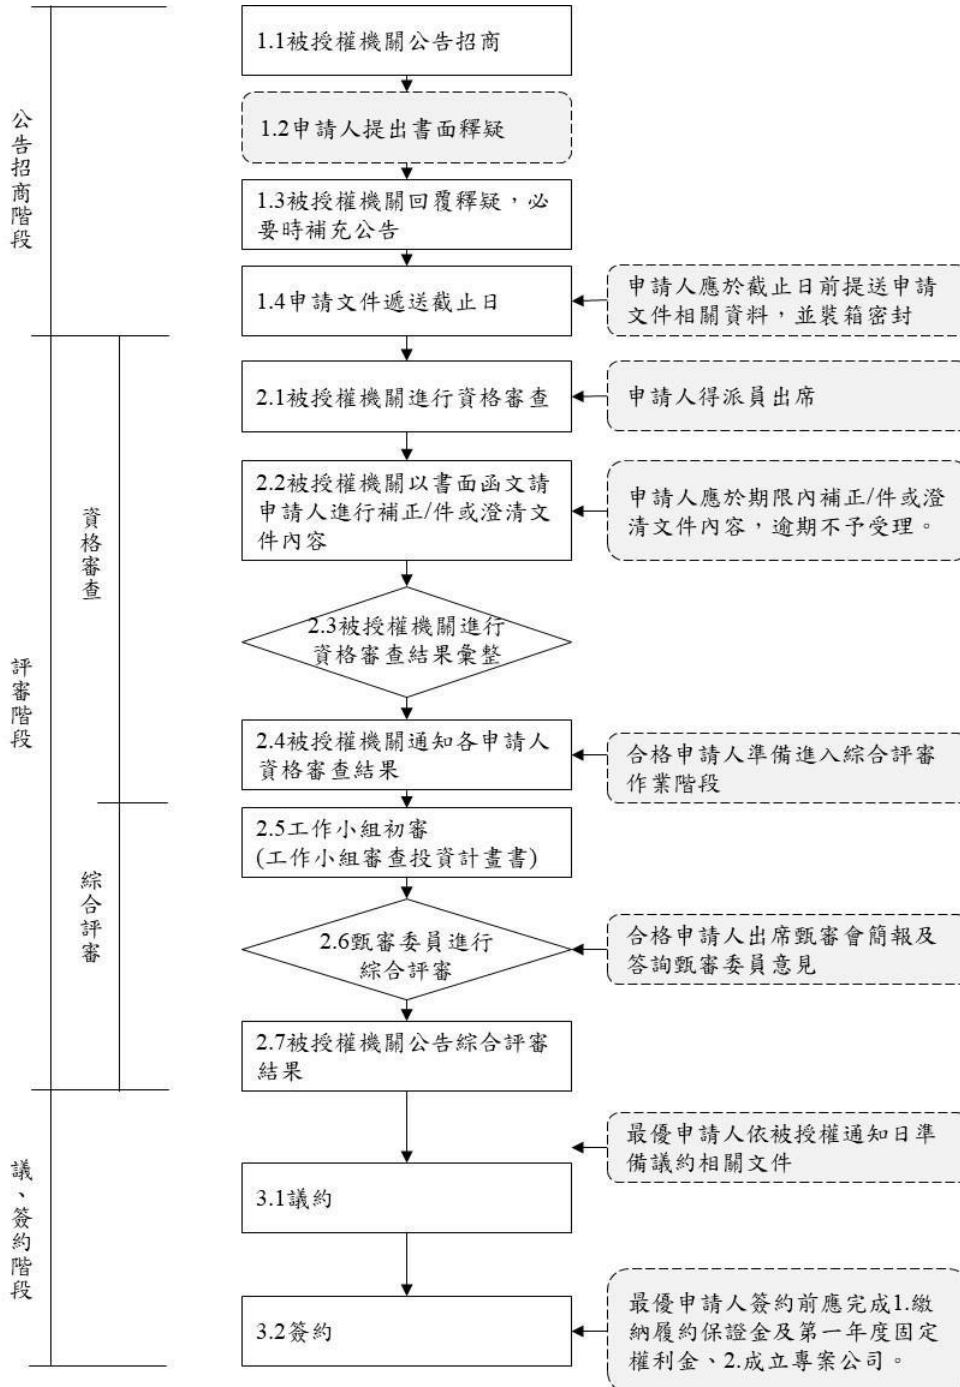 公告招商階段
1.1被授權機關公告招商
1.2申請人提出書面釋疑
1.3被授權機關回覆釋疑，必
要時補充公告
1.4申請文件遞送截止日
申請人應於截止日前提送申請
文件相關資料，並裝箱密封
評審階段
資格審查
2.1被授權機關進行資格審查
申請人得派員出席
2.2被授權機關以書面函文請
申請人進行補正/件或澄清文
件內容
申請人應於期限內補正/件或澄
清文件內容，逾期不予受理。
2.3被授權機關進行
資格審查結果彙整
2.4被授權機關通知各申請人
資格審查結果
合格申請人準備進入綜合評審
作業階段
綜合評審
2.5工作小組初審
(工作小組審查投資計畫書)
2.6甄審委員進行
綜合評審
合格申請人出席甄審會簡報及
答詢甄審委員意見
2.7被授權機關公告綜合評審
結果
議、簽約階段
最優申請人依被授權通知日準
備議約相關文件
3.1議約
3.2簽約
最優申請人簽約前應完成1.繳
納履約保證金及第一年度固定
權利金、2.成立專案公司。